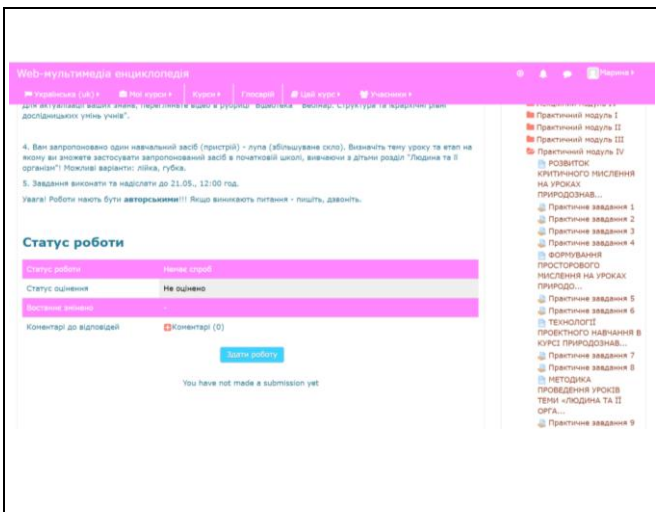 Web-мультимедіа енциклопедія
Марина
Українська (uk)
Мої курси
Курси
Глосарій
Цей курс
Учасники
для актуалізації ваших знань, перегляньте відео в рубриці "Відеотека "Вебінар. Структура та ієрархічні рівні
дослідницьких умінь учнів".
4. Вам запропоновано один навчальний засіб (пристрій) - лупа (збільшуване скло). Визначіть тему уроку та етап на
якому ви зможете застосувати запропонований засіб в початковій школі, вивчаючи з дітьми розділ "Людина та її
організм"! Можливі варіанти: лійка, губка.
5. Завдання виконати та надіслати до 21.05., 12:00 год.
Увага! Роботи мають бути авторськими!!! Якщо виникають питання - пишіть, дзвоніть.
Статус роботи
Статус роботи
Немає спроб
Статус оцінення
Не оцінено
Востаннє змінено
-
Коментарі до відповідей
Коментарі (0)
Здати роботу
You have not made a submission yet
Практичний модуль I
Практичний модуль II
Практичний модуль III
Практичний модуль IV
РОЗВИТОК
КРИТИЧНОГО МИСЛЕННЯ
НА УРОКАХ
ПРИРОДОЗНАВ...
Практичне завдання 1
Практичне завдання 2
Практичне завдання 3
Практичне завдання 4
ФОРМУВАННЯ
ПРОСТОРОВОГО
МИСЛЕННЯ НА УРОКАХ
ПРИРОДО...
Практичне завдання 5
Практичне завдання 6
ТЕХНОЛОГІЇ
ПРОЕКТНОГО НАВЧАННЯ В
КУРСІ ПРИРОДОЗНАВ...
Практичне завдання 7
Практичне завдання 8
МЕТОДИКА
ПРОВЕДЕННЯ УРОКІВ
ТЕМИ «ЛЮДИНА ТА ЇЇ
ОРГА...
Практичне завдання 9